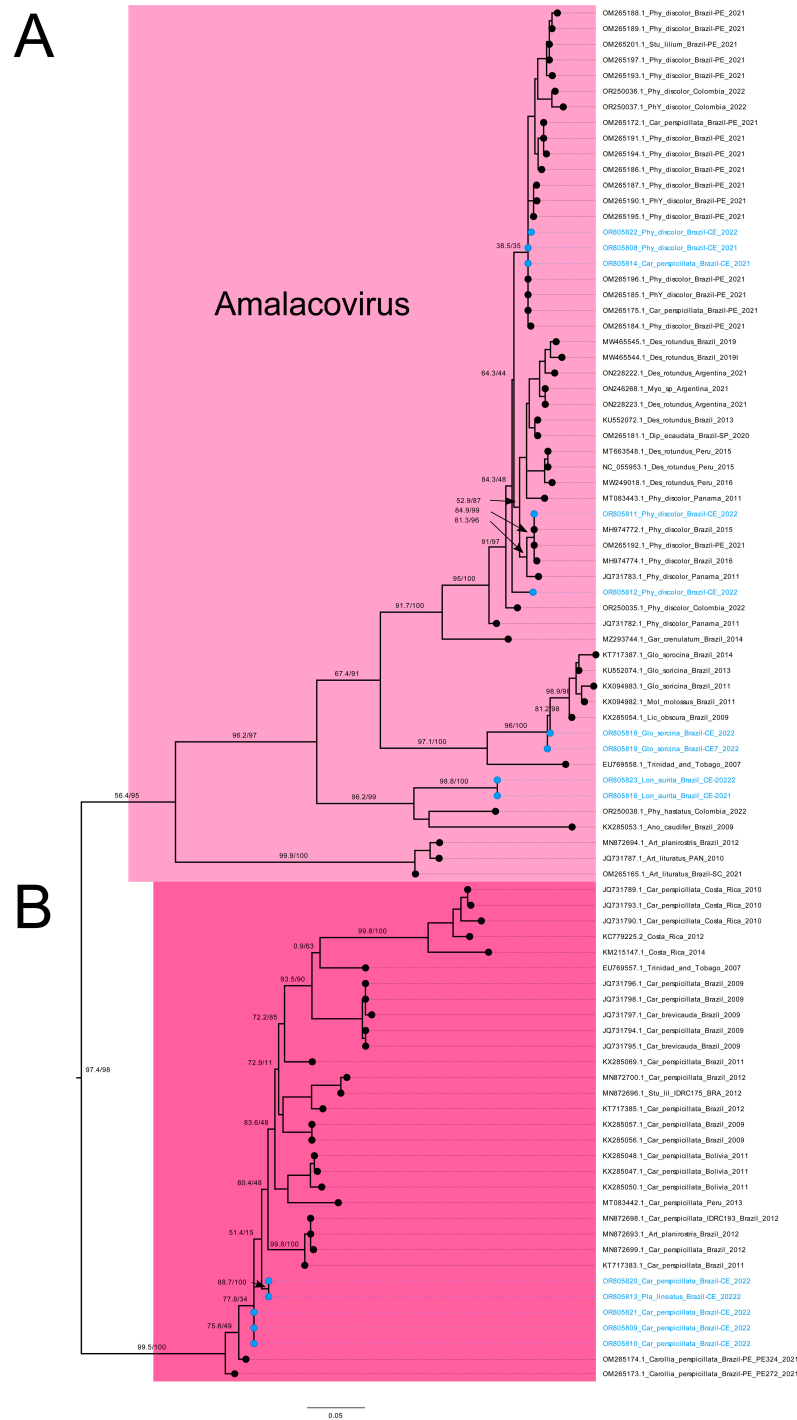 A
Amalacovirus
OM265188.1_Phy_discolor_Brazil-PE_2021
OM265189.1_Phy_discolor_Brazil-PE_2021
OM265201.1_Stu_lilium_Brazil-PE_2021
OM265197.1_Phy_discolor_Brazil-PE_2021
OM265193.1_Phy_discolor_Brazil-PE_2021
OR250036.1_Phy_discolor_Colombia_2022
OR250037.1_PhY_discolor_Colombia_2022
OM265172.1_Car_perspicillata_Brazil-PE_2021
OM265191.1_Phy_discolor_Brazil-PE_2021
OM265194.1_Phy_discolor_Brazil-PE_2021
OM265186.1_Phy_discolor_Brazil-PE_2021
OM265187.1_Phy_discolor_Brazil-PE_2021
OM265190.1_PhY_discolor_Brazil-PE_2021
OM265195.1_Phy_discolor_Brazil-PE_2021
OR805822_Phy_discolor_Brazil-CE_2022
38.5/35
OR805808_Phy_discolor_Brazil-CE_2021
OR805814_Car_perspicillata_Brazil-CE_2021
OM265196.1_Phy_discolor_Brazil-PE_2021
OM265185.1_PhY_discolor_Brazil-PE_2021
OM265175.1_Car_perspicillata_Brazil-PE_2021
OM265184.1_Phy_discolor_Brazil-PE_2021
MW465545.1_Des_rotundus_Brazil_2019
MW465544.1_Des_rotundus_Brazil_2019I
64.3/44
ON228222.1_Des_rotundus_Argentina_2021
ON246268.1_Myo_sp_Argentina_2021
ON228223.1_Des_rotundus_Argentina_2021
KU552072.1_Des_rotundus_Brazil_2013
OM265181.1_Dip_ecaudata_Brazil-SP_2020
MT663548.1_Des_rotundus_Peru_2015
NC_055953.1_Des_rotundus_Peru_2015
84.3/48
MW249018.1_Des_rotundus_Peru_2016
52.9/87
MT083443.1_Phy_discolor_Panama_2011
84.9/99
OR805811_Phy_discolor_Brazil-CE_2022
81.3/96
MH974772.1_Phy_discolor_Brazil_2015
91/97
OM265192.1_Phy_discolor_Brazil-PE_2021
MH974774.1_Phy_discolor_Brazil_2016
95/100
JQ731783.1_Phy_discolor_Panama_2011
OR805812_Phy_discolor_Brazil-CE_2022
91.7/100
OR250035.1_Phy_discolor_Colombia_2022
JQ731782.1_Phy_discolor_Panama_2011
MZ293744.1_Gar_crenulatum_Brazil_2014
KT717387.1_Glo_sorocina_Brazil_2014
67.4/91
KU552074.1_Glo_soricina_Brazil_2013
KX094983.1_Glo_soricina_Brazil_2011
KX094982.1_Mol_molossus_Brazil_2011
81.2/98
KX285054.1_Lic_obscura_Brazil_2009
96/100
OR805818_Glo_sorcina_Brazil-CE_2022
96.2/97
97.1/100
OR805819_Glo_sorcina_Brazil-CE7_2022
EU769558.1_Trinidad_and_Tobago_2007
98.8/100
OR805823_Lon_aurita_Brazil_CE-20222
56.4/95
96.2/99
OR805816_Lon_aurita_Brazil_CE-2021
OR250038.1_Phy_hastatus_Colombia_2022
KX285053.1_Ano_caudifer_Brazil_2009
MN872694.1_Art_planirostris_Brazil_2012
99.9/100
JQ731787.1_Art_lituratus_PAN_2010
OM265165.1_Art_lituratus_Brazil-SC_2021
B
JQ731789.1_Car_perspicillata_Costa_Rica_2010
JQ731793.1_Car_perspicillata_Costa_Rica_2010
JQ731790.1_Car_perspicillata_Costa_Rica_2010
99.8/100
KC779225.2_Costa_Rica_2012
0.9/63
KM215147.1_Costa_Rica_2014
EU769557.1_Trinidad_and_Tobago_2007
93.5/90
JQ731796.1_Car_perspicillata_Brazil_2009
JQ731798.1_Car_perspicillata_Brazil_2009
72.2/85
JQ731797.1_Car_brevicauda_Brazil_2009
JQ731794.1_Car_perspicillata_Brazil_2009
JQ731795.1_Car_brevicauda_Brazil_2009
72.9/11
KX285069.1_Car_perspicillata_Brazil_2011
97.4/98
MN872700.1_Car_perspicillata_Brazil_2012
MN872696.1_Stu_lil_IDRC175_BRA_2012
KT717385.1_Car_perspicillata_Brazil_2012
83.6/48
KX285057.1_Car_perspicillata_Brazil_2009
KX285056.1_Car_perspicillata_Brazil_2009
KX285048.1_Car_perspicillata_Bolivia_2011
KX285047.1_Car_perspicillata_Bolivia_2011
80.4/48
KX285050.1_Car_perspicillata_Bolivia_2011
MT083442.1_Car_perspicillata_Peru_2013
MN872698.1_Car_perspicillata_IDRC193_Brazil_2012
51.4/15
MN872693.1_Art_planirostris_Brazil_2012
99.8/100
MN872699.1_Car_perspicillata_Brazil_2012
KT717383.1_Car_perspicillata_Brazil_2011
88.7/100
OR805820_Car_perspicillata_Brazil-CE_2022
77.8/34
OR805813_Pla_lineatus_Brazil-CE_20222
OR805821_Car_perspicillata_Brazil-CE_2022
75.6/49
OR805809_Car_perspicillata_Brazil-CE_2022
OR805810_Car_perspicillata_Brazil-CE_2022
99.5/100
OM265174.1_Carollia_perspicillata_Brazil-PE_PE324_2021
OM265173.1_Carollia_perspicillata_Brazil-PE_PE272_2021
0.05